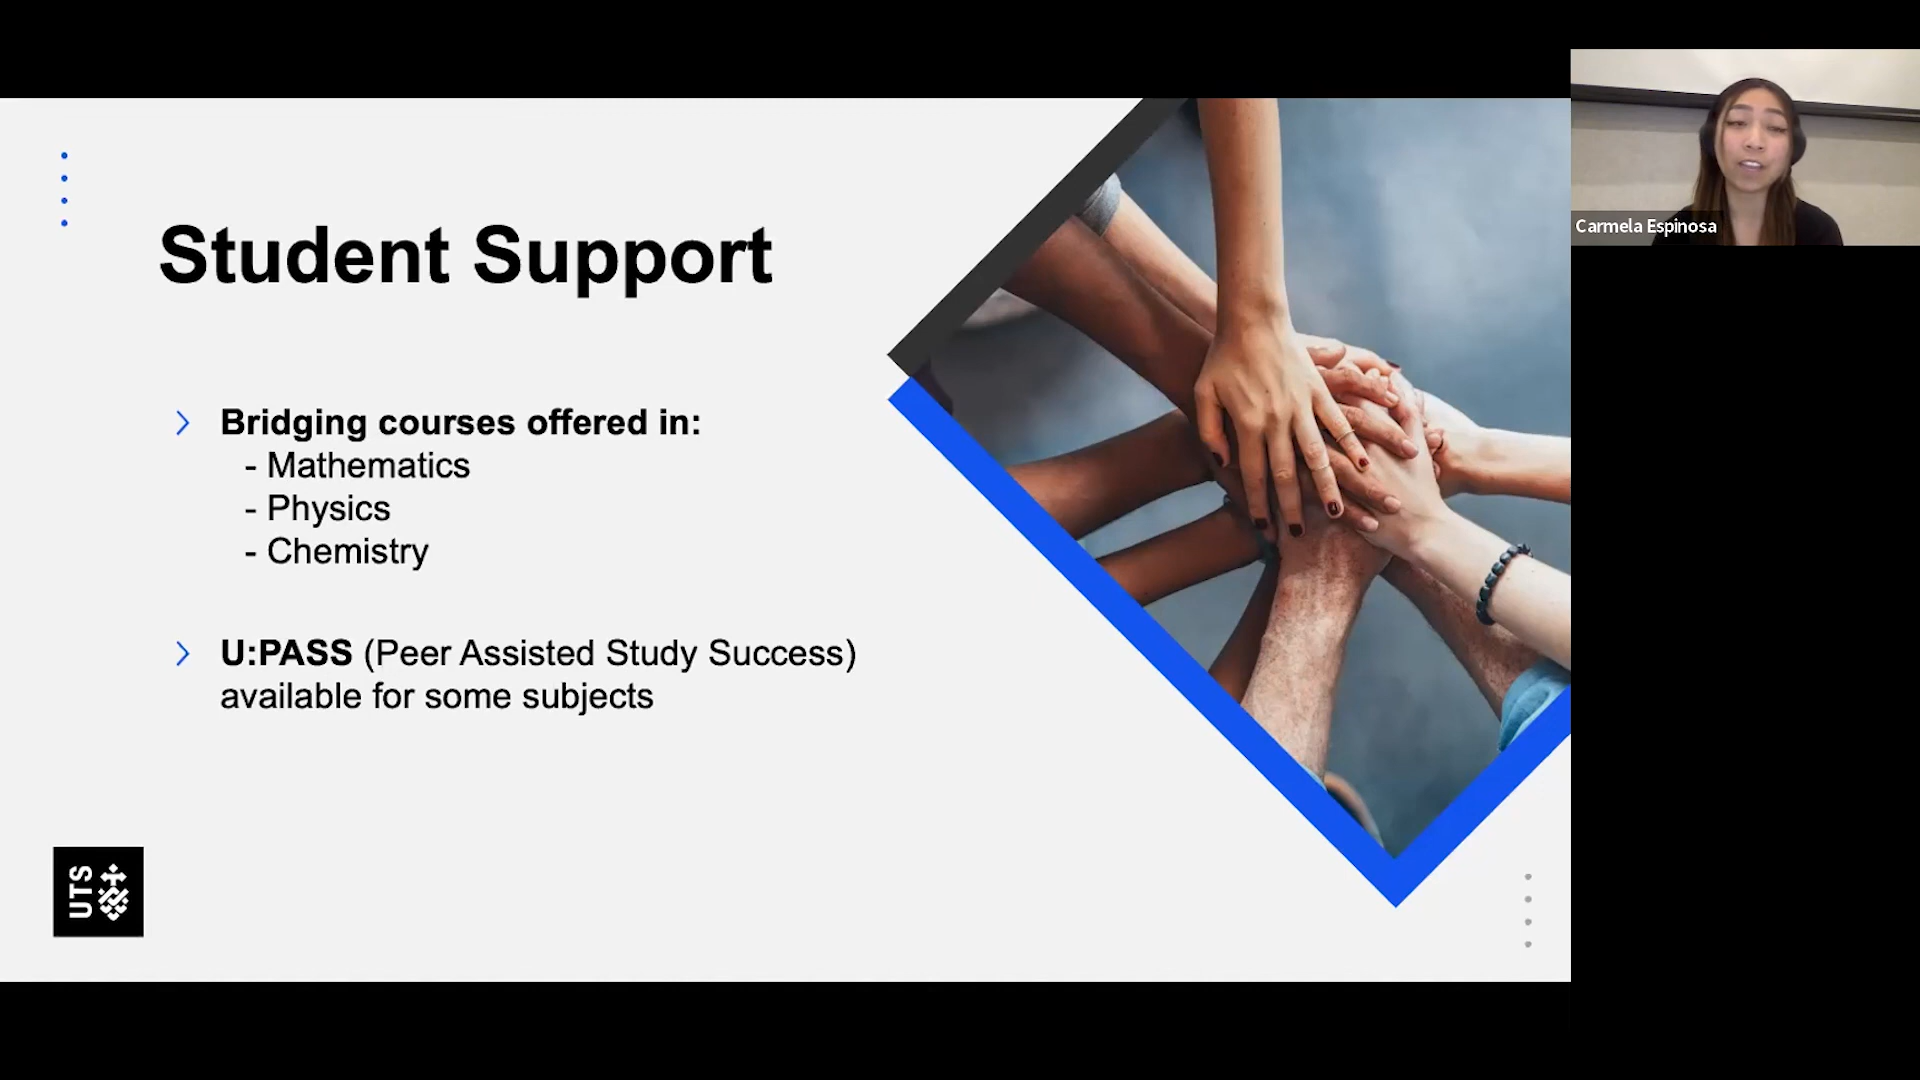 Student Support
Bridging courses offered in:
- Mathematics
- Physics
- Chemistry
U:PASS (Peer Assisted Study Success)
available for some subjects
UTS
Carmela Espinosa